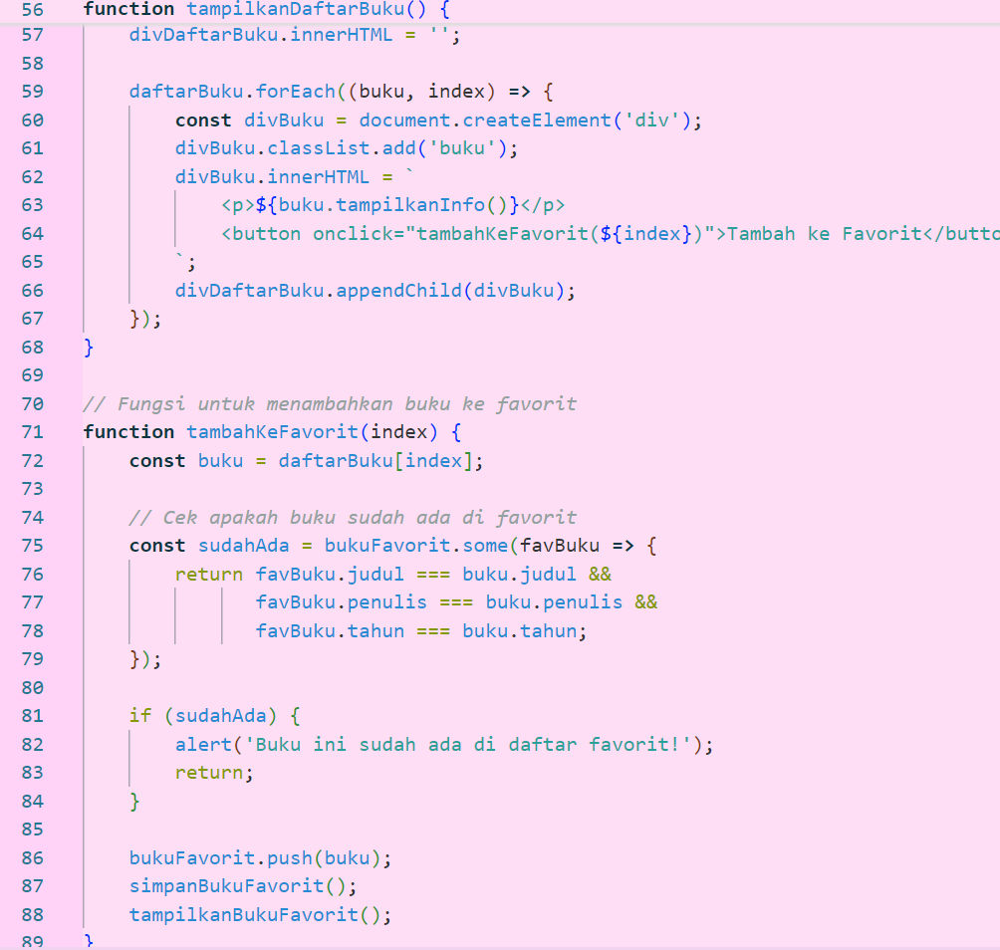 56 function tampilkanDaftarBuku() {
57 divDaftarBuku.innerHTML = '';
58
59 daftarBuku.forEach((buku, index) => {
60 const divBuku = document.createElement('div');
61 divBuku.classList.add('buku');
62 divBuku.innerHTML = `
63 <p>${buku.tampilkanInfo()}</p>
64 <button onclick="tambahKeFavorit(${index})">Tambah ke Favorit</butto
65 `;
66 divDaftarBuku.appendChild(divBuku);
67 });
68 }
69
70 // Fungsi untuk menambahkan buku ke favorit
71 function tambahKeFavorit(index) {
72 const buku = daftarBuku[index];
73
74 // Cek apakah buku sudah ada di favorit
75 const sudahAda = bukuFavorit.some(favBuku => {
76 return favBuku.judul === buku.judul &&
77 favBuku.penulis === buku.penulis &&
78 favBuku.tahun === buku.tahun;
79 });
80
81 if (sudahAda) {
82 alert('Buku ini sudah ada di daftar favorit!');
83 return;
84 }
85
86 bukuFavorit.push(buku);
87 simpanBukuFavorit();
88 tampilkanBukuFavorit();
89 }